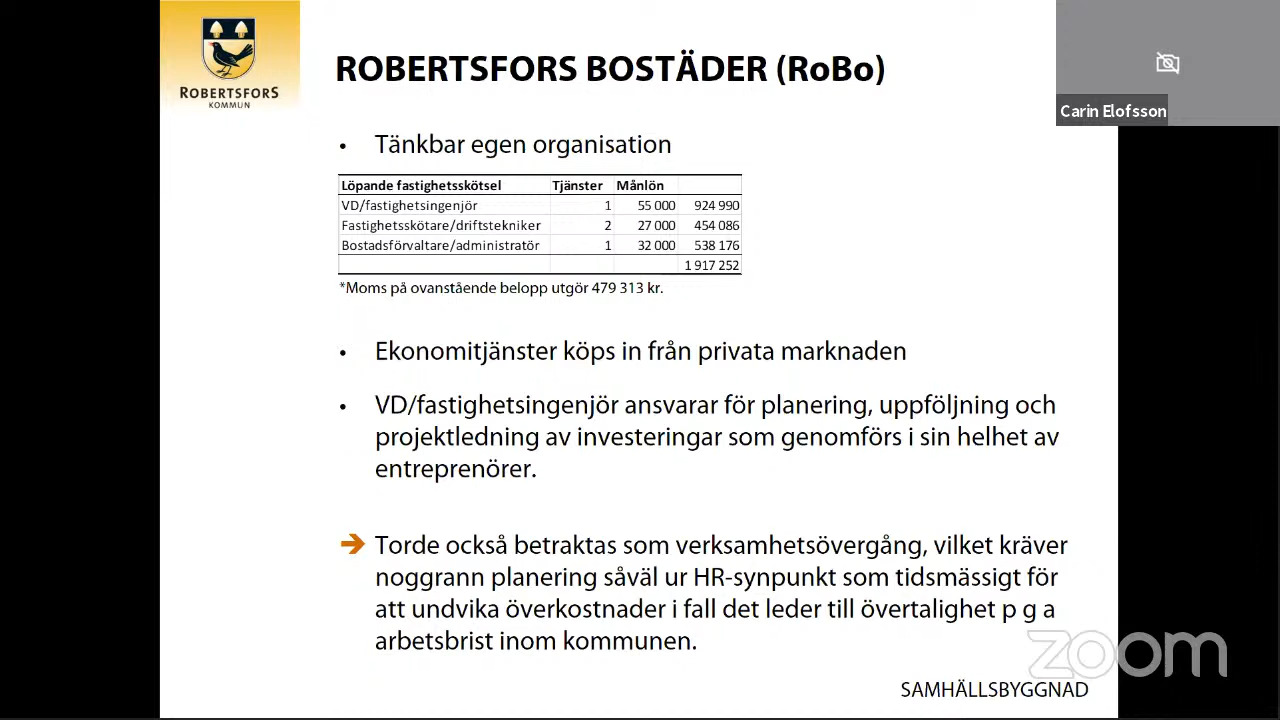 ROBERTSFORS
KOMMUN
ROBERTSFORS BOSTÄDER (RoBo)
Carin Elofsson
• Tänkbar egen organisation
Löpande fastighetsskötsel Tjänster Månlön
VD/fastighetsingenjör 1 55 000 924 990
Fastighetsskötare/driftstekniker 2 27 000 454 086
Bostadsförvaltare/administratör 1 32 000 538 176
1 917 252
*Moms på ovanstående belopp utgör 479 313 kr.
• Ekonomitjänster köps in från privata marknaden
• VD/fastighetsingenjör ansvarar för planering, uppföljning och
projektledning av investeringar som genomförs i sin helhet av
entreprenörer.
➔ Torde också betraktas som verksamhetsövergång, vilket kräver
noggrann planering såväl ur HR-synpunkt som tidsmässigt för
att undvika överkostnader i fall det leder till övertalighet p g a
arbetsbrist inom kommunen.
zoom
SAMHÄLLSBYGGNAD